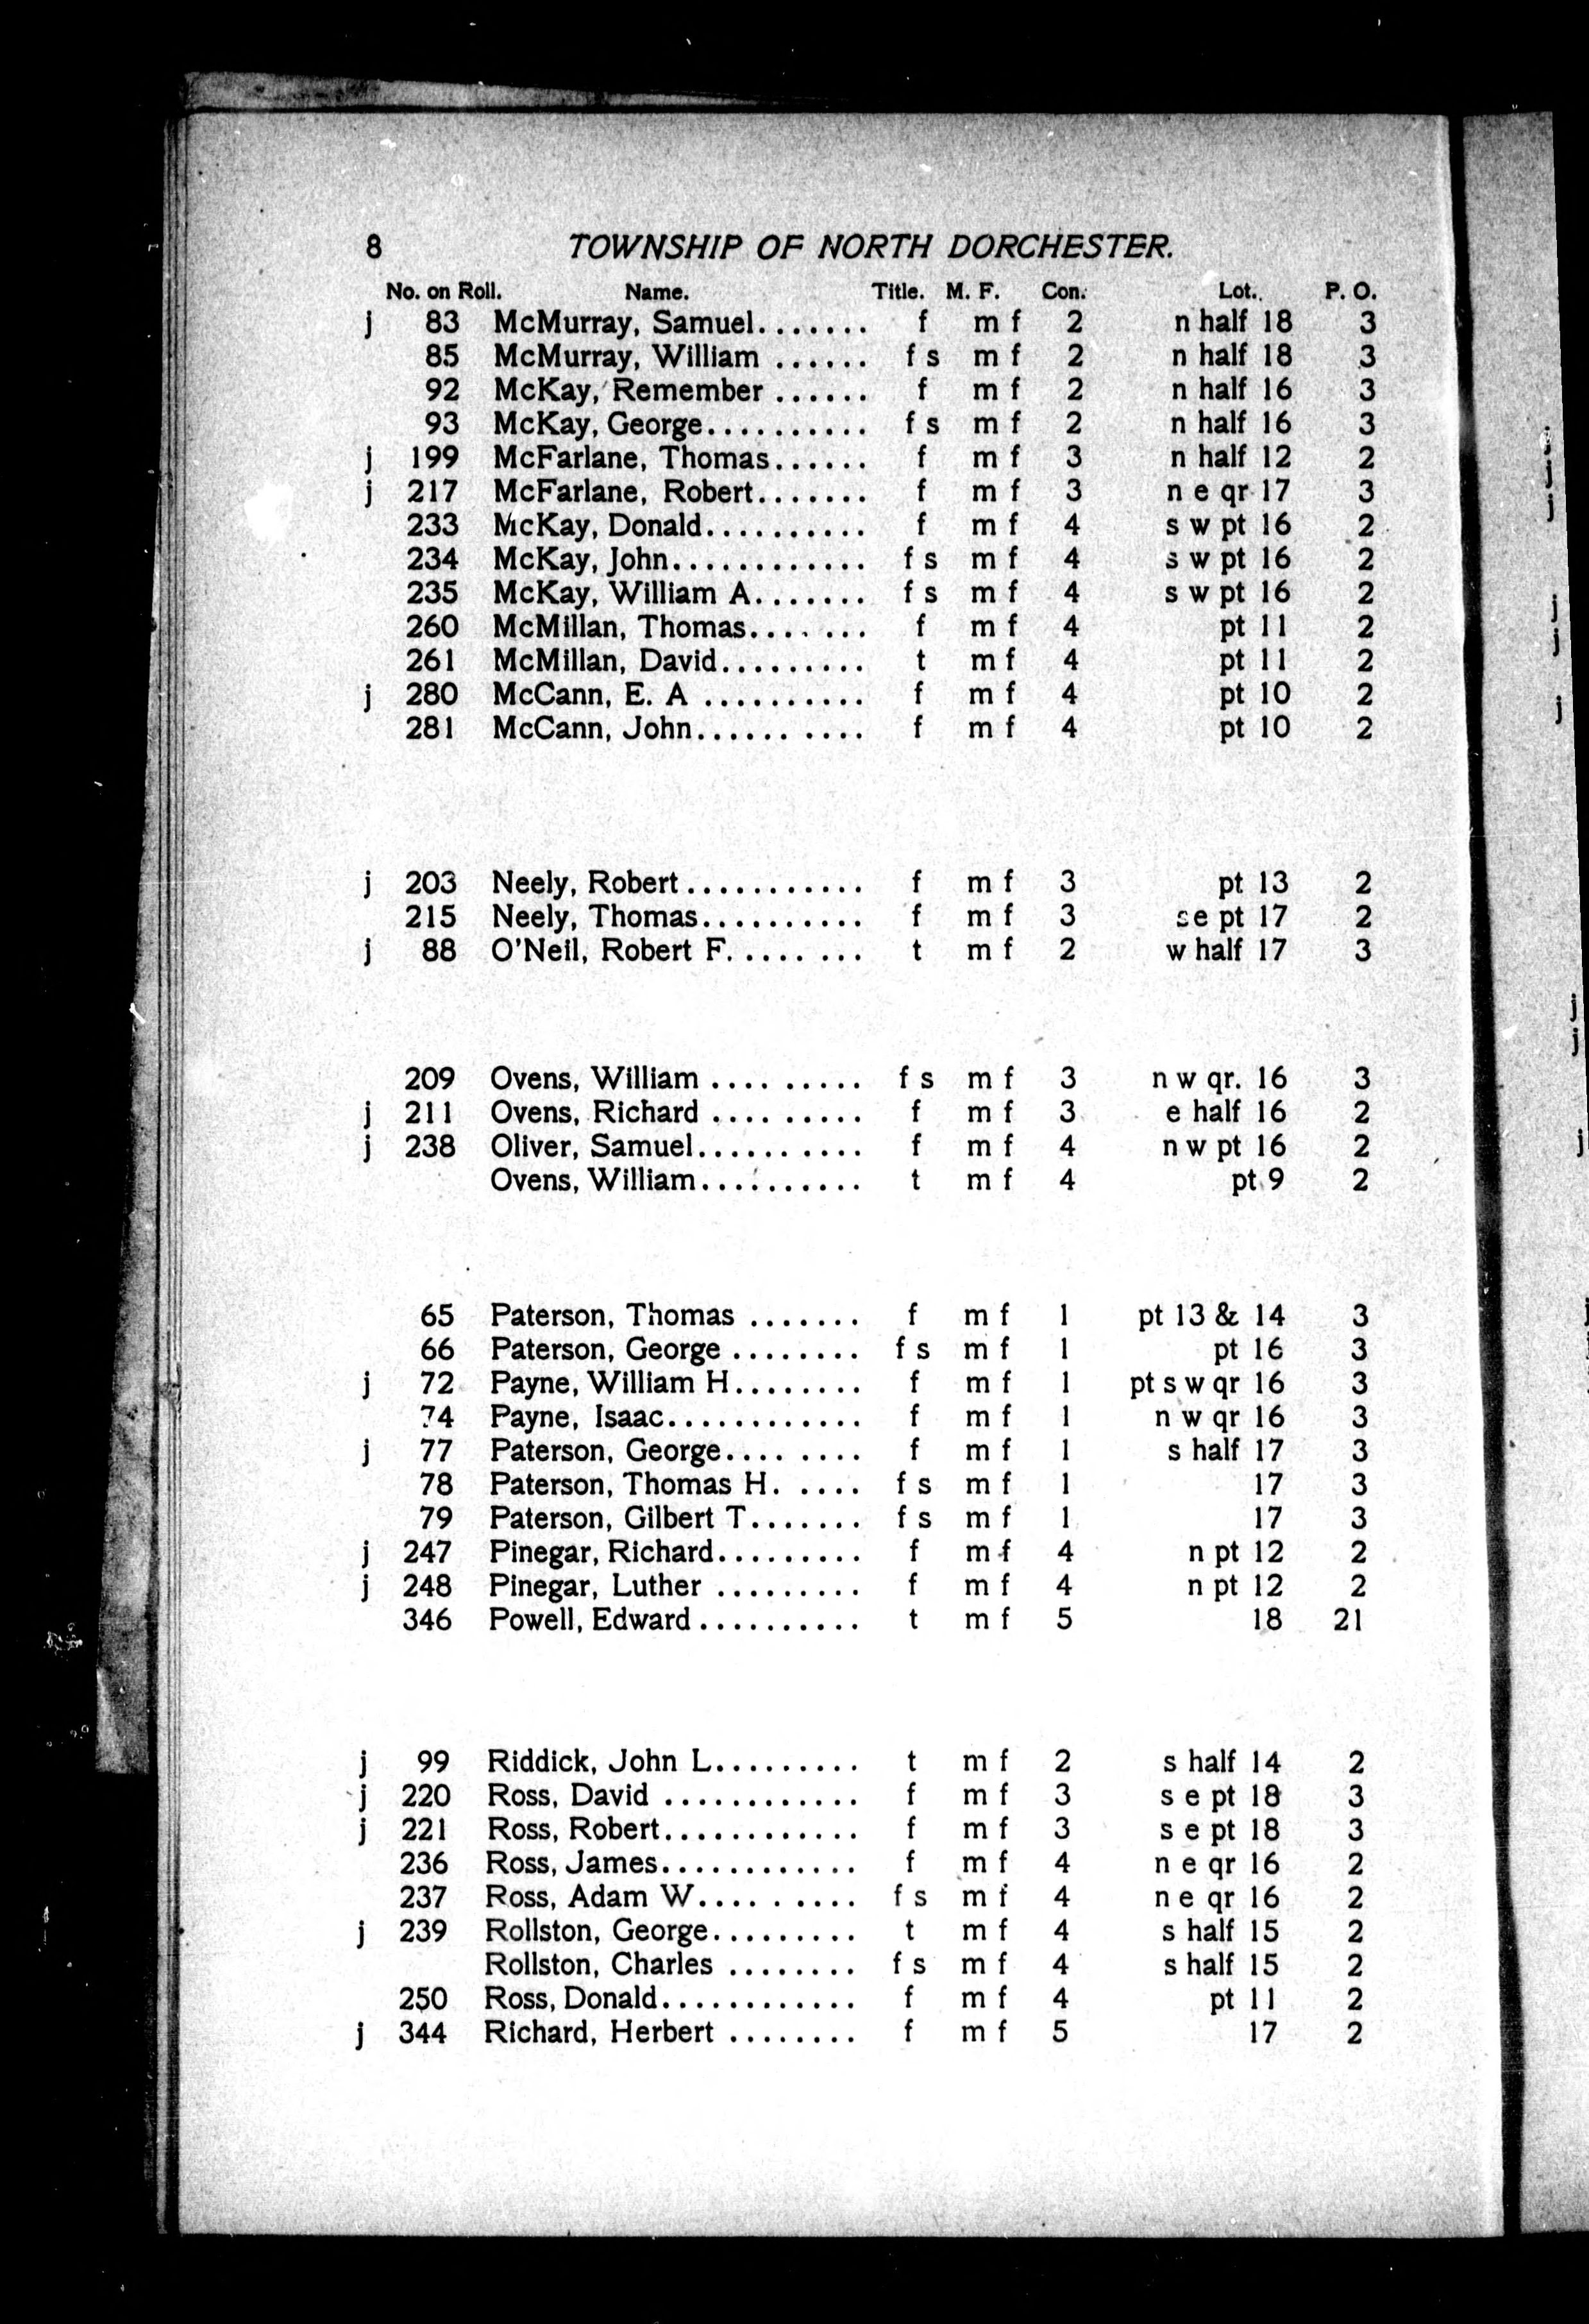 8 TOWNSHIP OF NORTH DORCHESTER.
No. on Roll. Name. Title. M. F. Con. Lot. P. O.
j 83 McMurray, Samuel....... f m f 2 n half 18 3
85 McMurray, William ...... f s m f 2 n half 18 3
92 McKay, Remember ...... f m f 2 n half 16 3
93 McKay, George.......... f s m f 2 n half 16 3
j 199 McFarlane, Thomas...... f m f 3 n half 12 2
j 217 McFarlane, Robert....... f m f 3 n e qr 17 3
233 McKay, Donald.......... f m f 4 s w pt 16 2
234 McKay, John............ f s m f 4 s w pt 16 2
235 McKay, William A....... f s m f 4 s w pt 16 2
260 McMillan, Thomas....... f m f 4 pt 11 2
261 McMillan, David......... t m f 4 pt 11 2
j 280 McCann, E. A .......... f m f 4 pt 10 2
281 McCann, John.......... f m f 4 pt 10 2
j 203 Neely, Robert........... f m f 3 pt 13 2
215 Neely, Thomas.......... f m f 3 se pt 17 2
j 88 O'Neil, Robert F........ t m f 2 w half 17 3
209 Ovens, William .......... f s m f 3 n w qr. 16 3
j 211 Ovens, Richard .......... f m f 3 e half 16 2
j 238 Oliver, Samuel.......... f m f 4 n w pt 16 2
Ovens, William.......... t m f 4 pt 9 2
65 Paterson, Thomas ....... f m f 1 pt 13 & 14 3
66 Paterson, George ........ f s m f 1 pt 16 3
j 72 Payne, William H........ f m f 1 pt s w qr 16 3
74 Payne, Isaac............ f m f 1 n w qr 16 3
j 77 Paterson, George........ f m f 1 s half 17 3
78 Paterson, Thomas H. .... f s m f 1 17 3
79 Paterson, Gilbert T....... f s m f 1 17 3
j 247 Pinegar, Richard......... f m f 4 n pt 12 2
j 248 Pinegar, Luther ......... f m f 4 n pt 12 2
346 Powell, Edward .......... t m f 5 18 21
j 99 Riddick, John L......... t m f 2 s half 14 2
j 220 Ross, David ............ f m f 3 s e pt 18 3
j 221 Ross, Robert............ f m f 3 s e pt 18 3
236 Ross, James............ f m f 4 n e qr 16 2
237 Ross, Adam W......... f s m f 4 n e qr 16 2
j 239 Rollston, George......... t m f 4 s half 15 2
Rollston, Charles ........ f s m f 4 s half 15 2
250 Ross, Donald............ f m f 4 pt 11 2
j 344 Richard, Herbert ........ f m f 5 17 2